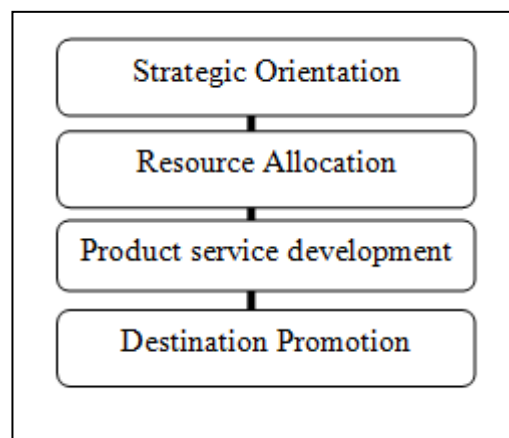 Strategic Orientation
Resource Allocation
Product service development
Destination Promotion